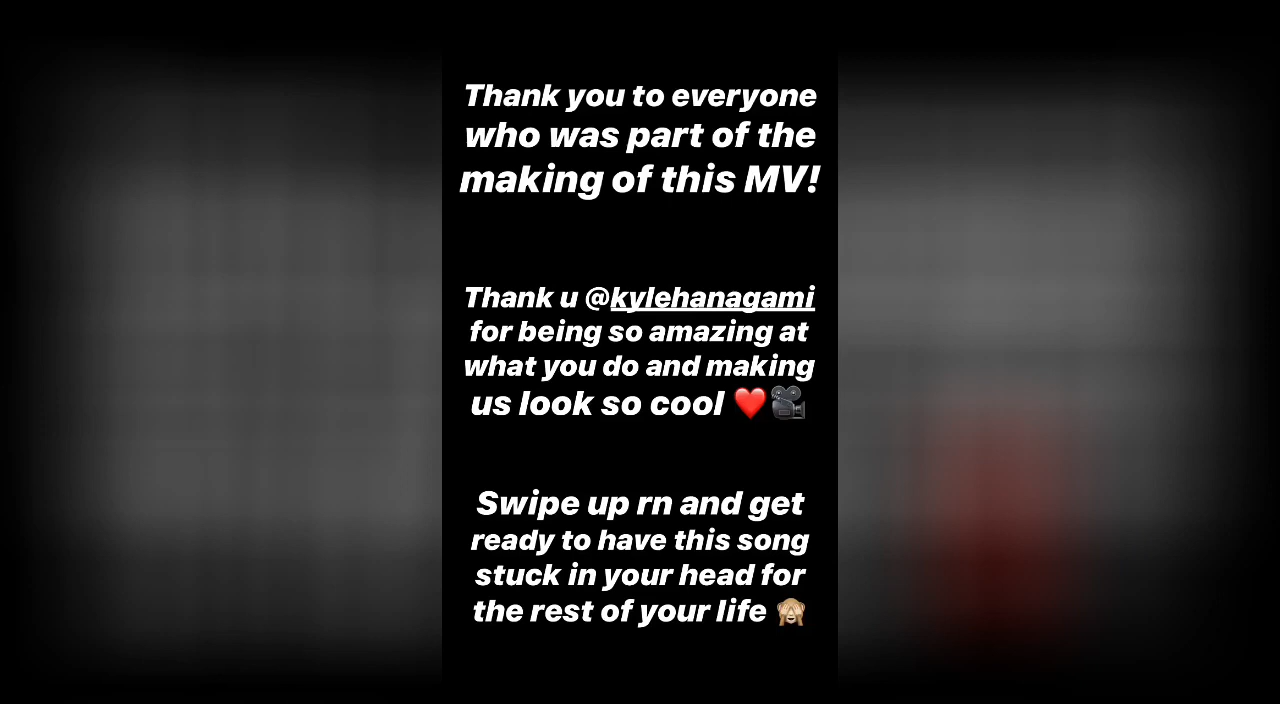 Thank you to everyone
who was part of the
making of this MV!
Thank u @kylehanagami
for being so amazing at
what you do and making
us look so cool ❤️🎥
Swipe up rn and get
ready to have this song
stuck in your head for
the rest of your life 🙈